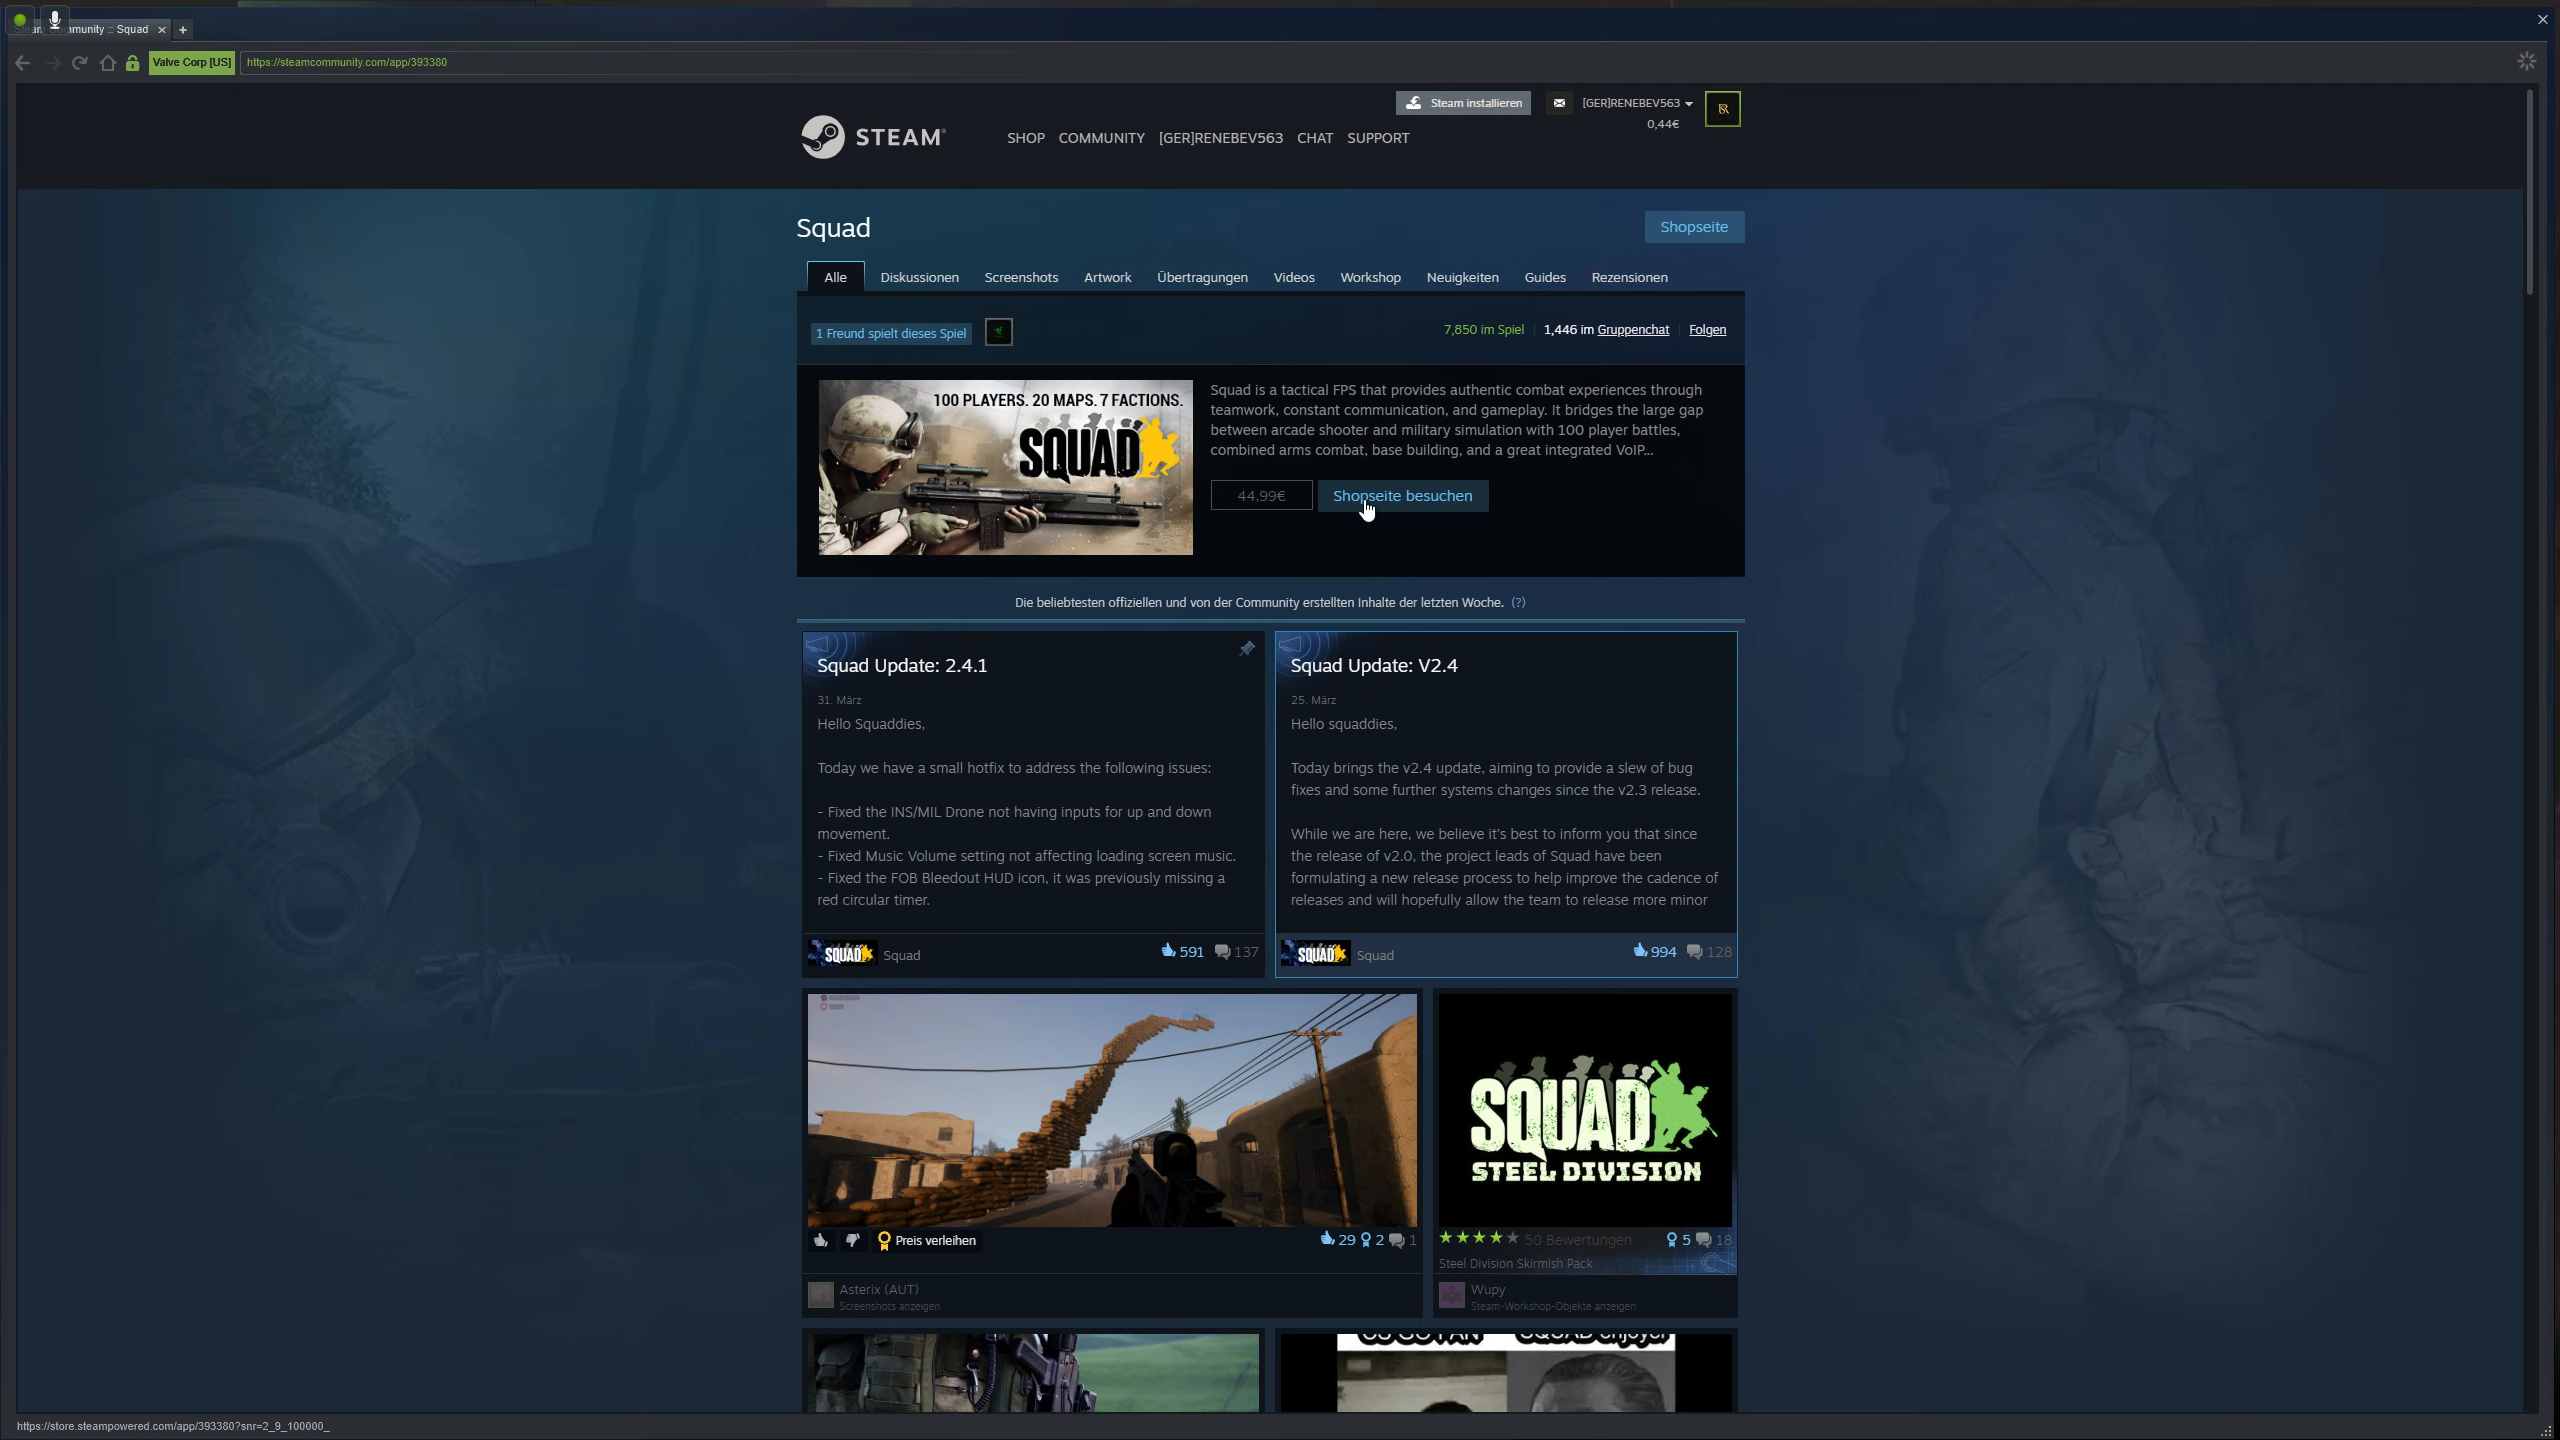 Community :: Squad
Valve Corp [US]
https://steamcommunity.com/app/393380
Steam installieren
[GER]RENEBEV563
0,44€
STEAM
SHOP COMMUNITY [GER]RENEBEV563 CHAT SUPPORT
Squad
Shopseite
Alle Diskussionen Screenshots Artwork Übertragungen Videos Workshop Neuigkeiten Guides Rezensionen
1 Freund spielt dieses Spiel
7,850 im Spiel 1,446 im Gruppenchat Folgen
100 PLAYERS. 20 MAPS. 7 FACTIONS.
SQUAD
Squad is a tactical FPS that provides authentic combat experiences through
teamwork, constant communication, and gameplay. It bridges the large gap
between arcade shooter and military simulation with 100 player battles,
combined arms combat, base building, and a great integrated VoIP...
44,99€
Shopseite besuchen
Die beliebtesten offiziellen und von der Community erstellten Inhalte der letzten Woche. (?)
Squad Update: 2.4.1
31. März
Hello Squaddies,
Today we have a small hotfix to address the following issues:
- Fixed the INS/MIL Drone not having inputs for up and down
movement.
- Fixed Music Volume setting not affecting loading screen music.
- Fixed the FOB Bleedout HUD icon, it was previously missing a
red circular timer.
SQUAD
Squad
591 137
Squad Update: V2.4
25. März
Hello squaddies,
Today brings the v2.4 update, aiming to provide a slew of bug
fixes and some further systems changes since the v2.3 release.
While we are here, we believe it's best to inform you that since
the release of v2.0, the project leads of Squad have been
formulating a new release process to help improve the cadence of
releases and will hopefully allow the team to release more minor
SQUAD
Squad
994 128
Preis verleihen
29 2 1
Asterix (AUT)
Screenshots anzeigen
SQUAD
STEEL DIVISION
50 Bewertungen
5 18
Steel Division Skirmish Pack
Wupy
Steam-Workshop-Objekte anzeigen
CS GO FAN SQUAD enjoyer
https://store.steampowered.com/app/393380?snr=2_9_100000_